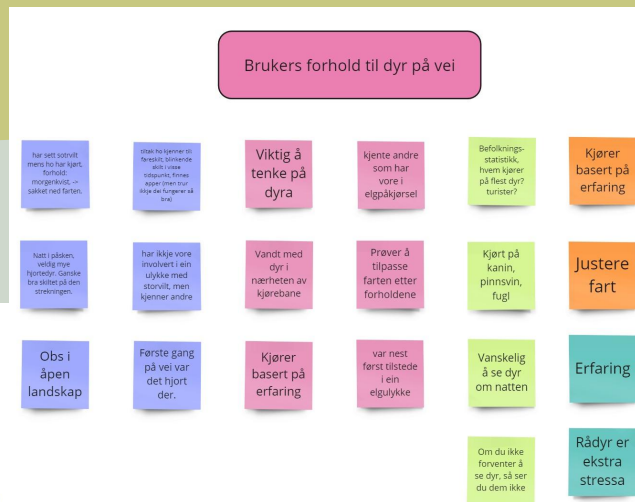 Brukers forhold til dyr på vei
har sett sotrvilt
mens ho har kjørt,
forhold:
morgenkvist, ->
sakket ned farten.
tiltak ho kjenner til:
fareskilt, blinkende
skilt i visse
tidspunkt, finnes
apper (men trur
ikkje dei fungerer så
bra)
Viktig å
tenke på
dyra
kjente andre
som har
vore i
elgpåkjørsel
Befolknings-
statistikk,
hvem kjører
på flest dyr?
turister?
Kjører
basert på
erfaring
Natt i påsken,
veldig mye
hjortedyr. Ganske
bra skiltet på den
strekningen.
har ikkje vore
involvert i ein
ulykke med
storvilt, men
kjenner andre
Vandt med
dyr i
nærheten av
kjørebane
Prøver å
tilpasse
farten etter
forholdene
Kjørt på
kanin,
pinnsvin,
fugl
Justere
fart
Obs i
åpen
landskap
Første gang
på vei var
det hjort
der.
Kjører
basert på
erfaring
var nest
først tilstede
i ein
elgulykke
Vanskelig
å se dyr
om natten
Erfaring
Om du ikke
forventer å
se dyr, så ser
du dem ikke
Rådyr er
ekstra
stressa